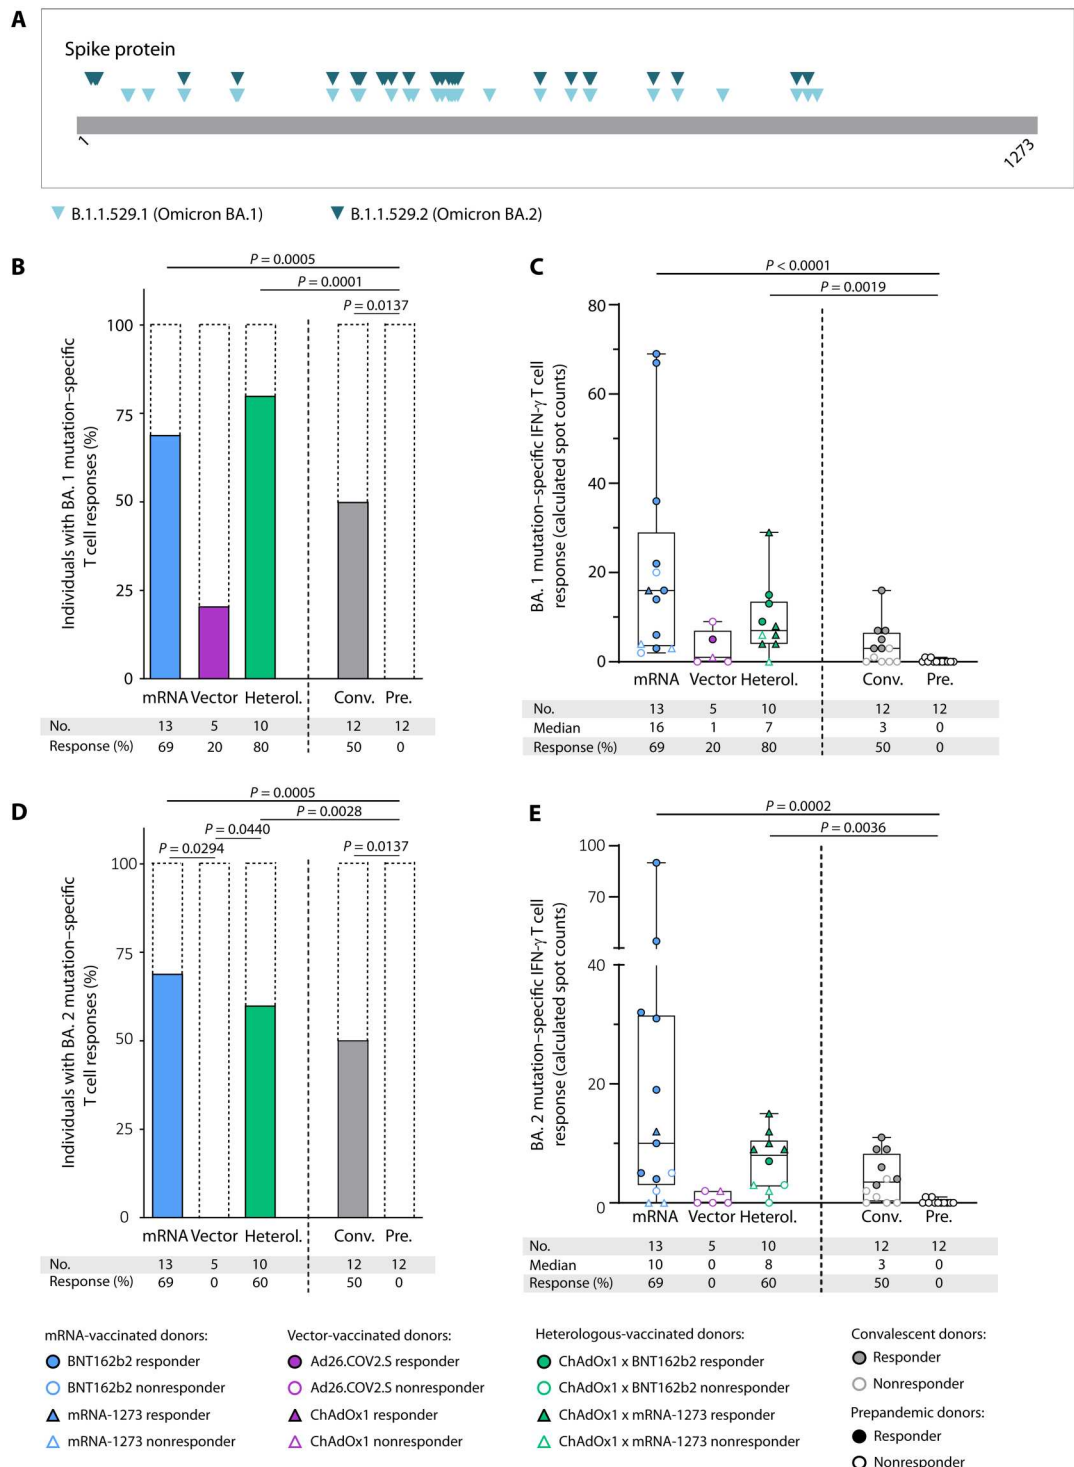 A
Spike protein
1
1273
B.1.1.529.1 (Omicron BA.1)
B.1.1.529.2 (Omicron BA.2)
B
P = 0.0005
P = 0.0001
P = 0.0137
Individuals with BA. 1 mutation–specific
T cell responses (%)
100
75
50
25
0
mRNA Vector Heterol. Conv. Pre.
No. 13 5 10 12 12
Response (%) 69 20 80 50 0
C
P < 0.0001
P = 0.0019
BA. 1 mutation–specific IFN-γ T cell
response (calculated spot counts)
80
60
40
20
0
mRNA Vector Heterol. Conv. Pre.
No. 13 5 10 12 12
Median 16 1 7 3 0
Response (%) 69 20 80 50 0
D
P = 0.0005
P = 0.0028
P = 0.0440
P = 0.0294
P = 0.0137
Individuals with BA. 2 mutation–specific
T cell responses (%)
100
75
50
25
0
mRNA Vector Heterol. Conv. Pre.
No. 13 5 10 12 12
Response (%) 69 0 60 50 0
E
P = 0.0002
P = 0.0036
BA. 2 mutation–specific IFN-γ T cell
response (calculated spot counts)
100
70
40
20
0
mRNA Vector Heterol. Conv. Pre.
No. 13 5 10 12 12
Median 10 0 8 3 0
Response (%) 69 0 60 50 0
mRNA-vaccinated donors:
BNT162b2 responder
BNT162b2 nonresponder
mRNA-1273 responder
mRNA-1273 nonresponder
Vector-vaccinated donors:
Ad26.COV2.S responder
Ad26.COV2.S nonresponder
ChAdOx1 responder
ChAdOx1 nonresponder
Heterologous-vaccinated donors:
ChAdOx1 x BNT162b2 responder
ChAdOx1 x BNT162b2 nonresponder
ChAdOx1 x mRNA-1273 responder
ChAdOx1 x mRNA-1273 nonresponder
Convalescent donors:
Responder
Nonresponder
Prepandemic donors:
Responder
Nonresponder